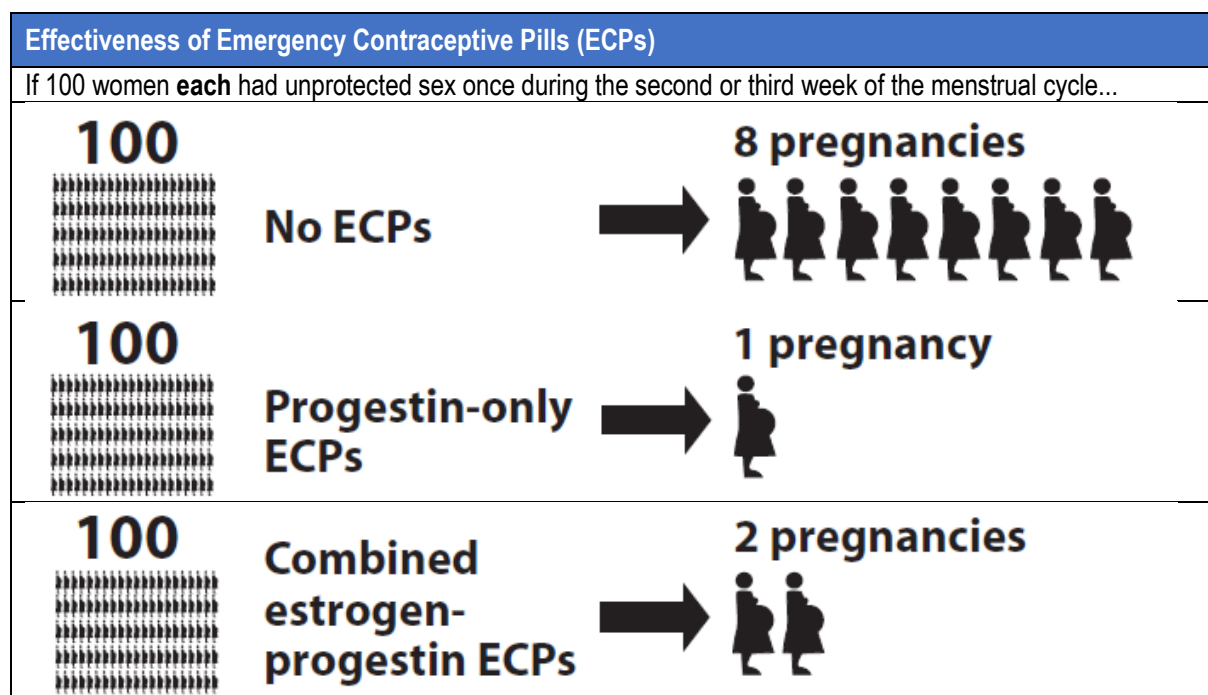 Effectiveness of Emergency Contraceptive Pills (ECPs)
If 100 women each had unprotected sex once during the second or third week of the menstrual cycle...
100
No ECPs
8 pregnancies
100
Progestin-only
ECPs
1 pregnancy
100
Combined
estrogen-
progestin ECPs
2 pregnancies